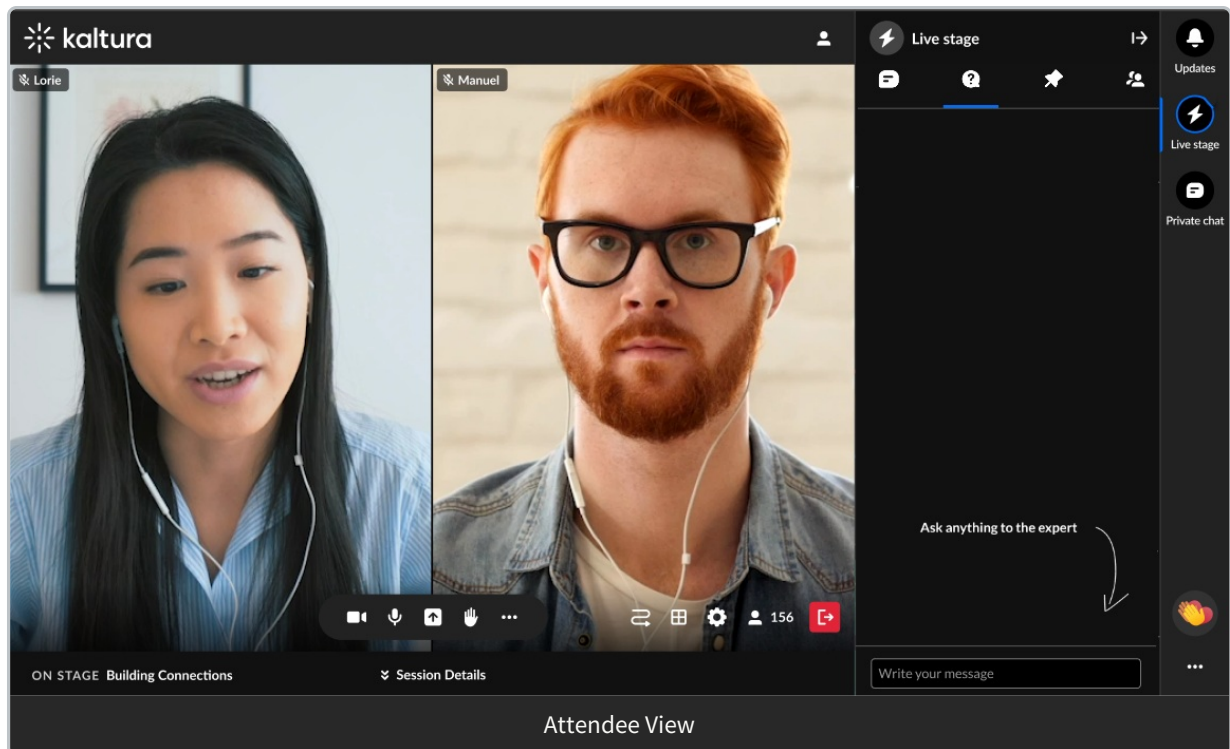 kaltura
Lorie
Manuel
156
ON STAGE Building Connections
Session Details
Live stage
Ask anything to the expert
Write your message
Updates
Live stage
Private chat
Attendee View